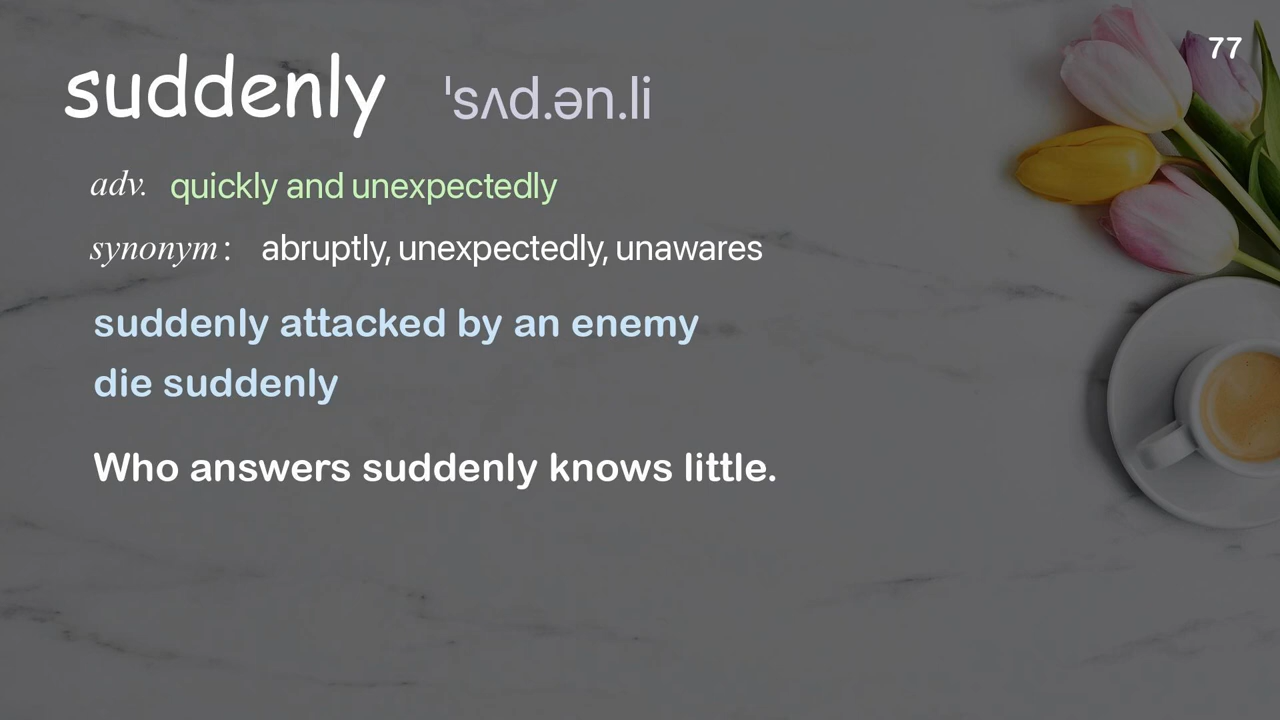 77
suddenly ˈsʌd.ən.li
adv. quickly and unexpectedly
synonym: abruptly, unexpectedly, unawares
suddenly attacked by an enemy
die suddenly
Who answers suddenly knows little.